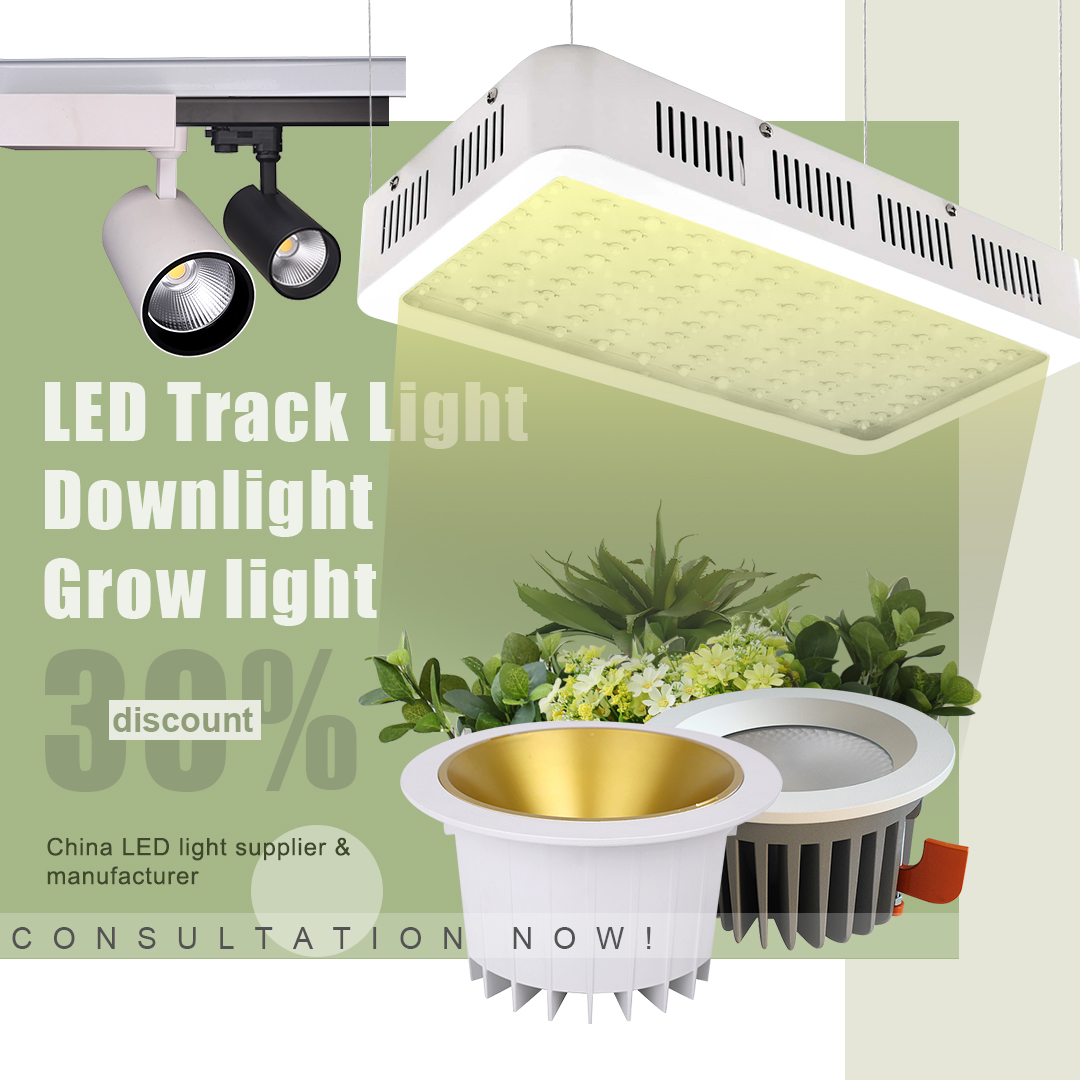 LED Track Light
Downlight
Grow light
30%
discount
China LED light supplier &
manufacturer
CONSULTATION NOW!